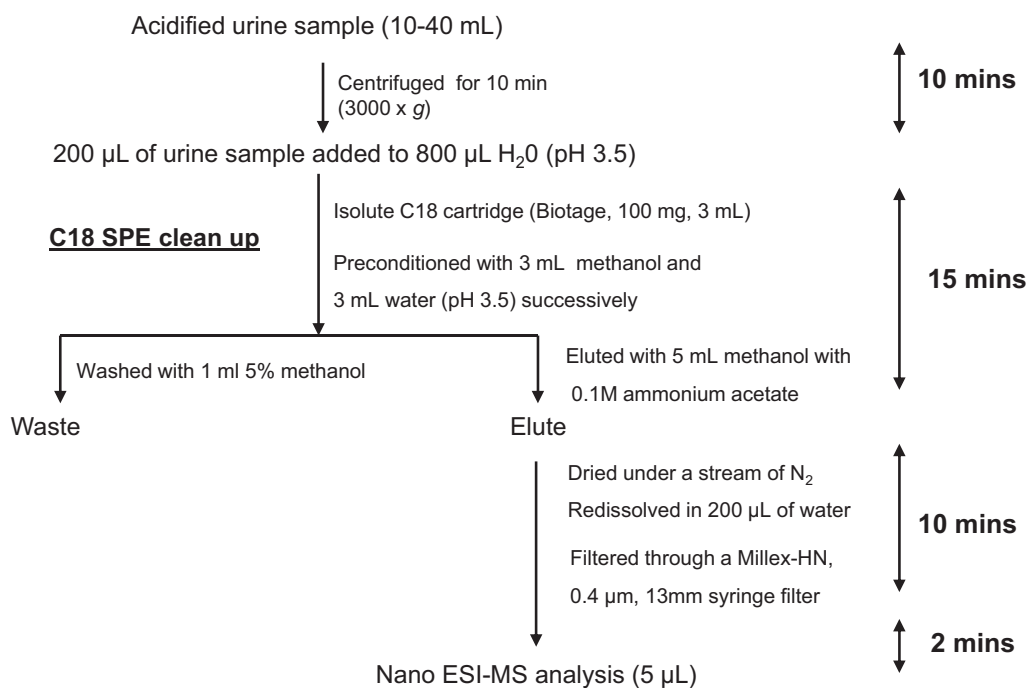 Acidified urine sample (10-40 mL)
Centrifuged for 10 min
(3000 x g)
10 mins
200 µL of urine sample added to 800 µL H₂0 (pH 3.5)
Isolute C18 cartridge (Biotage, 100 mg, 3 mL)
C18 SPE clean up
Preconditioned with 3 mL methanol and
3 mL water (pH 3.5) successively
15 mins
Washed with 1 ml 5% methanol
Eluted with 5 mL methanol with
0.1M ammonium acetate
Waste
Elute
Dried under a stream of N₂
Redissolved in 200 µL of water
10 mins
Filtered through a Millex-HN,
0.4 µm, 13mm syringe filter
2 mins
Nano ESI-MS analysis (5 µL)